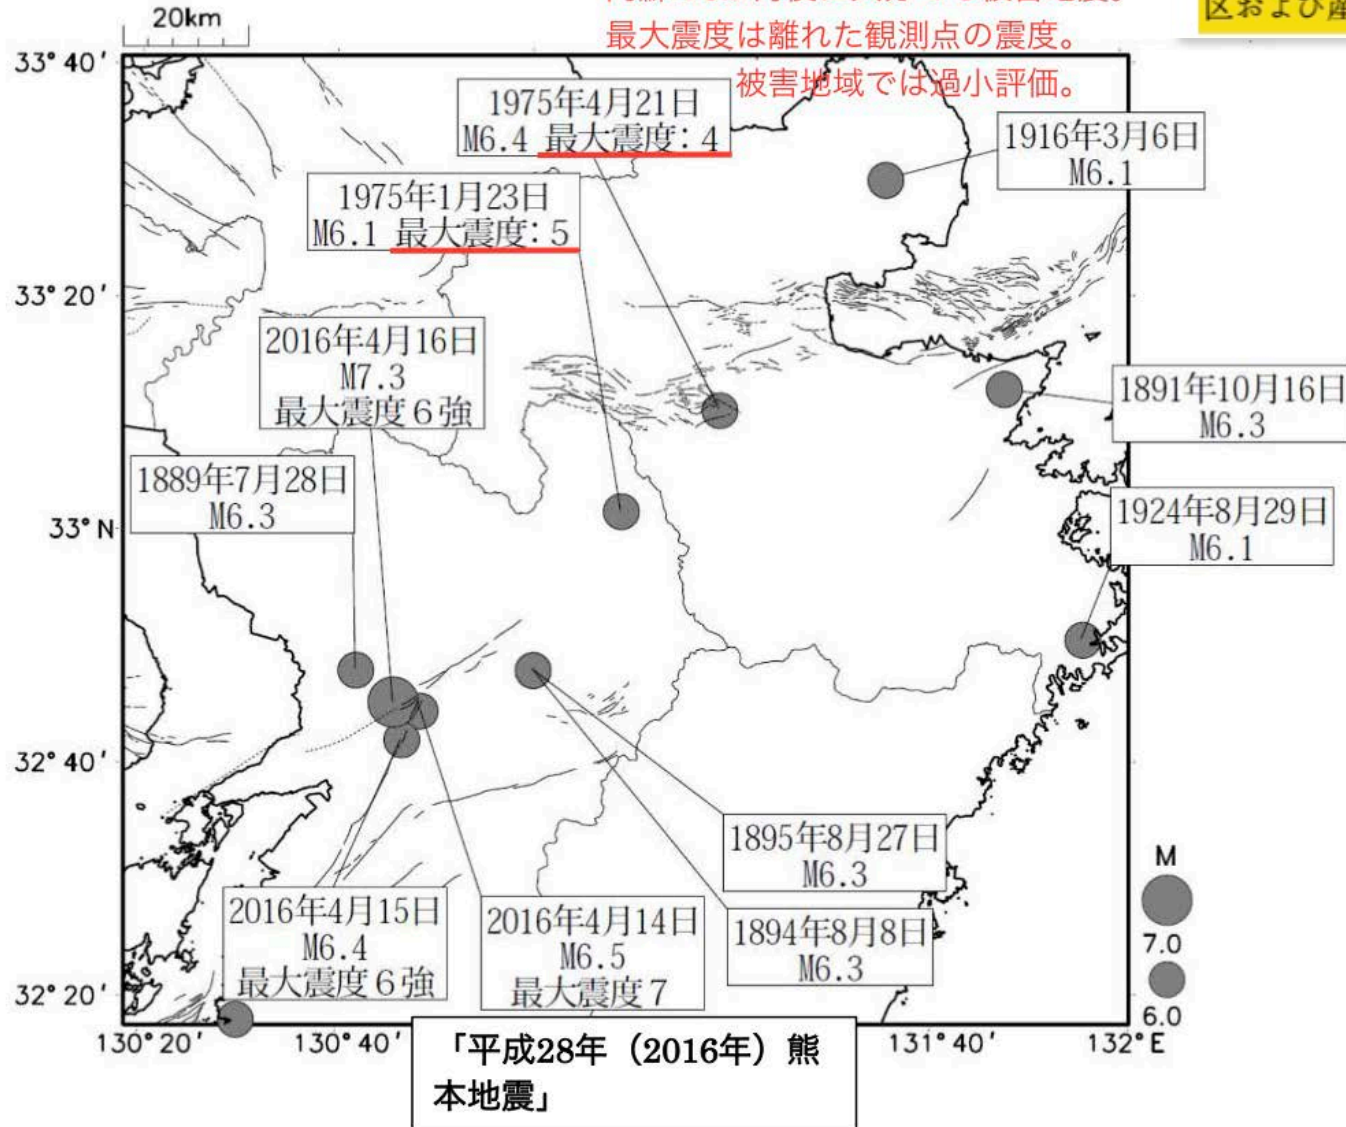 20km
最大震度は離れた観測点の震度。
被害地域では過小評価。
区および
33°40′
1975年4月21日
M6.4 最大震度:4
1916年3月6日
M6.1
1975年1月23日
M6.1 最大震度:5
33°20′
2016年4月16日
M7.3
最大震度6強
1891年10月16日
M6.3
1889年7月28日
M6.3
1924年8月29日
M6.1
33°N
32°40′
1895年8月27日
M6.3
1894年8月8日
M6.3
2016年4月15日
M6.4
最大震度6強
2016年4月14日
M6.5
最大震度7
M
7.0
6.0
32°20′
130°20′
130°40′
131°40′
132°E
「平成28年(2016年)熊
本地震」